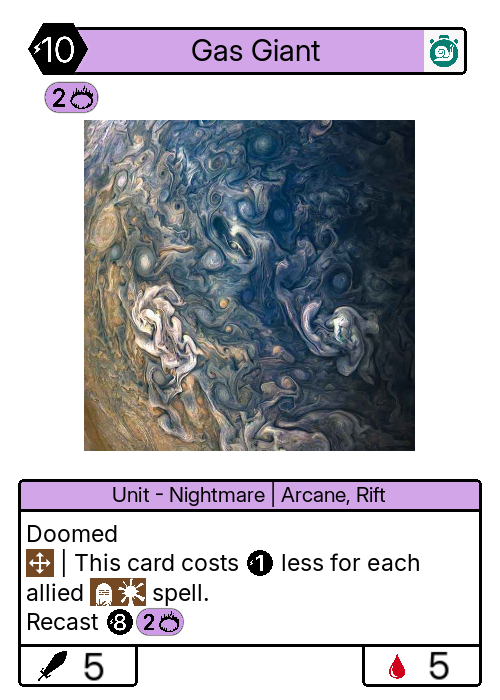 10
Gas Giant
2
Unit - Nightmare | Arcane, Rift
Doomed
| This card costs 1 less for each
allied spell.
Recast 8 2
5
5